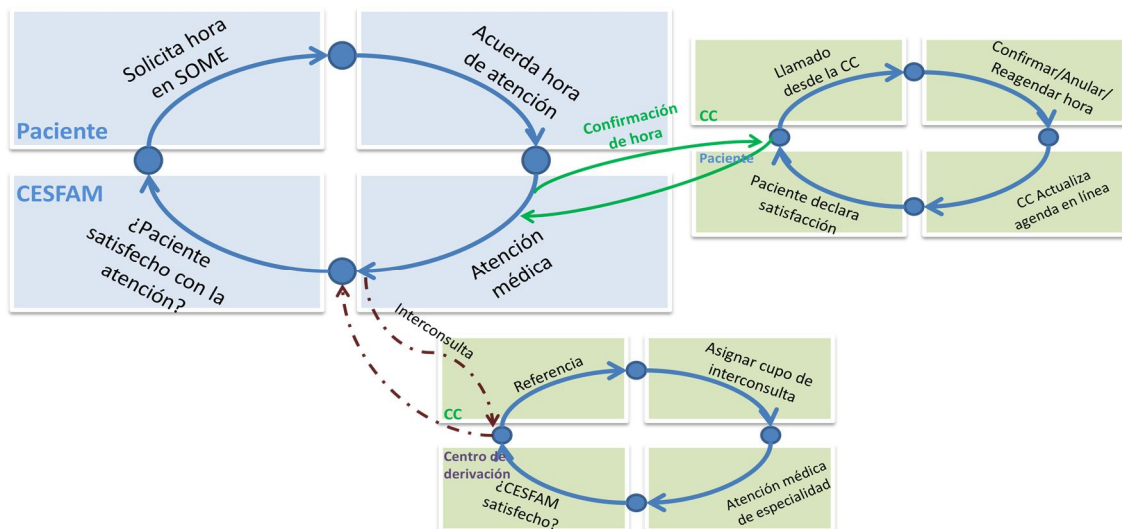 Solicita hora
en SOME
Acuerda hora
de atención
Paciente
CESFAM
¿Paciente
satisfecho con la
atención?
Atención
médica
Confirmación
de hora
Llamado
desde la CC
Confirmar/Anular/
Reagendar hora
CC
Paciente
Paciente declara
satisfacción
CC Actualiza
agenda en línea
Interconsulta
Referencia
Asignar cupo de
interconsulta
CC
Centro de
derivación
¿CESFAM
satisfecho?
Atención médica
de especialidad